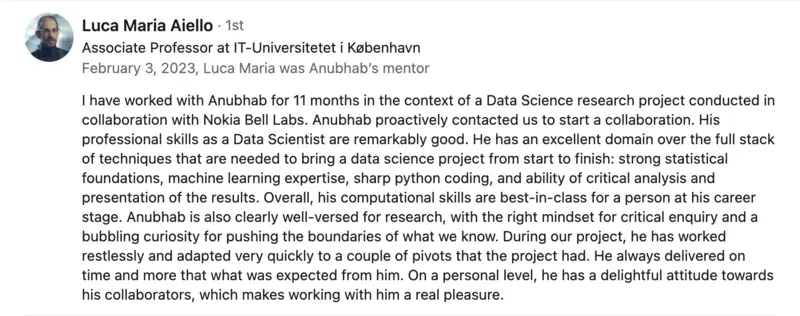 Luca Maria Aiello · 1st
Associate Professor at IT-Universitetet i København
February 3, 2023, Luca Maria was Anubhab's mentor
I have worked with Anubhab for 11 months in the context of a Data Science research project conducted in
collaboration with Nokia Bell Labs. Anubhab proactively contacted us to start a collaboration. His
professional skills as a Data Scientist are remarkably good. He has an excellent domain over the full stack
of techniques that are needed to bring a data science project from start to finish: strong statistical
foundations, machine learning expertise, sharp python coding, and ability of critical analysis and
presentation of the results. Overall, his computational skills are best-in-class for a person at his career
stage. Anubhab is also clearly well-versed for research, with the right mindset for critical enquiry and a
bubbling curiosity for pushing the boundaries of what we know. During our project, he has worked
restlessly and adapted very quickly to a couple of pivots that the project had. He always delivered on
time and more that what was expected from him. On a personal level, he has a delightful attitude towards
his collaborators, which makes working with him a real pleasure.